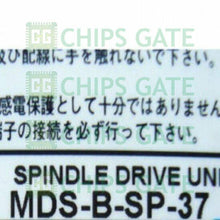 CHIPS GATE
及び配線に手を触れないで下さい。
感電保護として十分ではありません
端子の接続を必ず行って下さい。
SPINDLE DRIVE UNI
MDS-B-SP-37